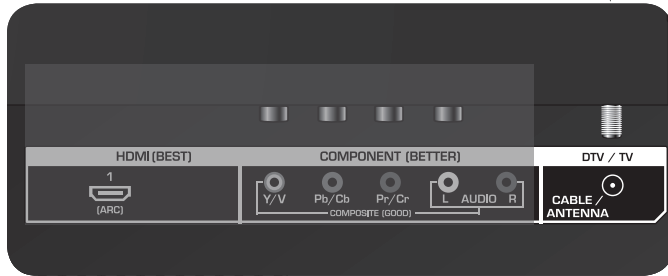 HDMI (BEST)
COMPONENT (BETTER)
DTV / TV
1
(ARC)
Y/V
Pb/Cb
Pr/Cr
L AUDIO R
COMPOSITE (GOOD)
CABLE /
ANTENNA